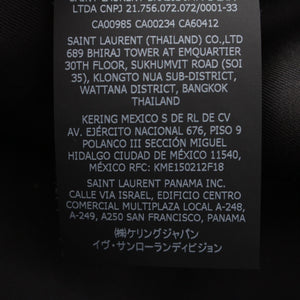 LTDA CNPJ 21.756.072.072/0001-33
CA00985 CA00234 CA60412
SAINT LAURENT (THAILAND) CO.,LTD
689 BHIRAJ TOWER AT EMQUARTIER
30TH FLOOR, SUKHUMVIT ROAD (SOI
35), KLONGTO NUA SUB-DISTRICT,
WATTANA DISTRICT, BANGKOK
THAILAND
KERING MEXICO S DE RL DE CV
AV. EJÉRCITO NACIONAL 676, PISO 9
POLANCO III SECCIÓN MIGUEL
HIDALGO CIUDAD DE MÉXICO 11540,
MÉXICO RFC: KME150212F18
SAINT LAURENT PANAMA INC.
CALLE VIA ISRAEL, EDIFICIO CENTRO
COMERCIAL MULTIPLAZA LOCAL A-248,
A-249, A250 SAN FRANCISCO, PANAMA
㈱ケリングジャパン
イヴ・サンローランディビジョン